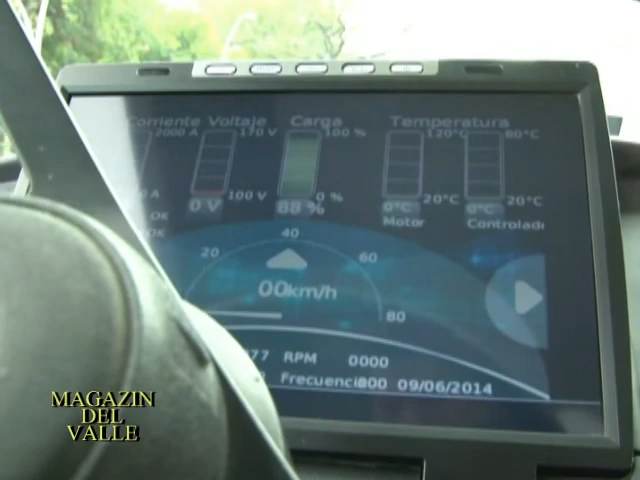 Corriente Voltaje Carga Temperatura
2000 A 170 V 100 % 120°C 80°C
0 A 100 V 0 % 20°C 20°C
0 V 88 % 0°C 0°C
OK Motor Controlado
OK
40
20 60
00km/h
80
77 RPM 0000
Frecuenci 00 09/06/2014
MAGAZIN
DEL
VALLE